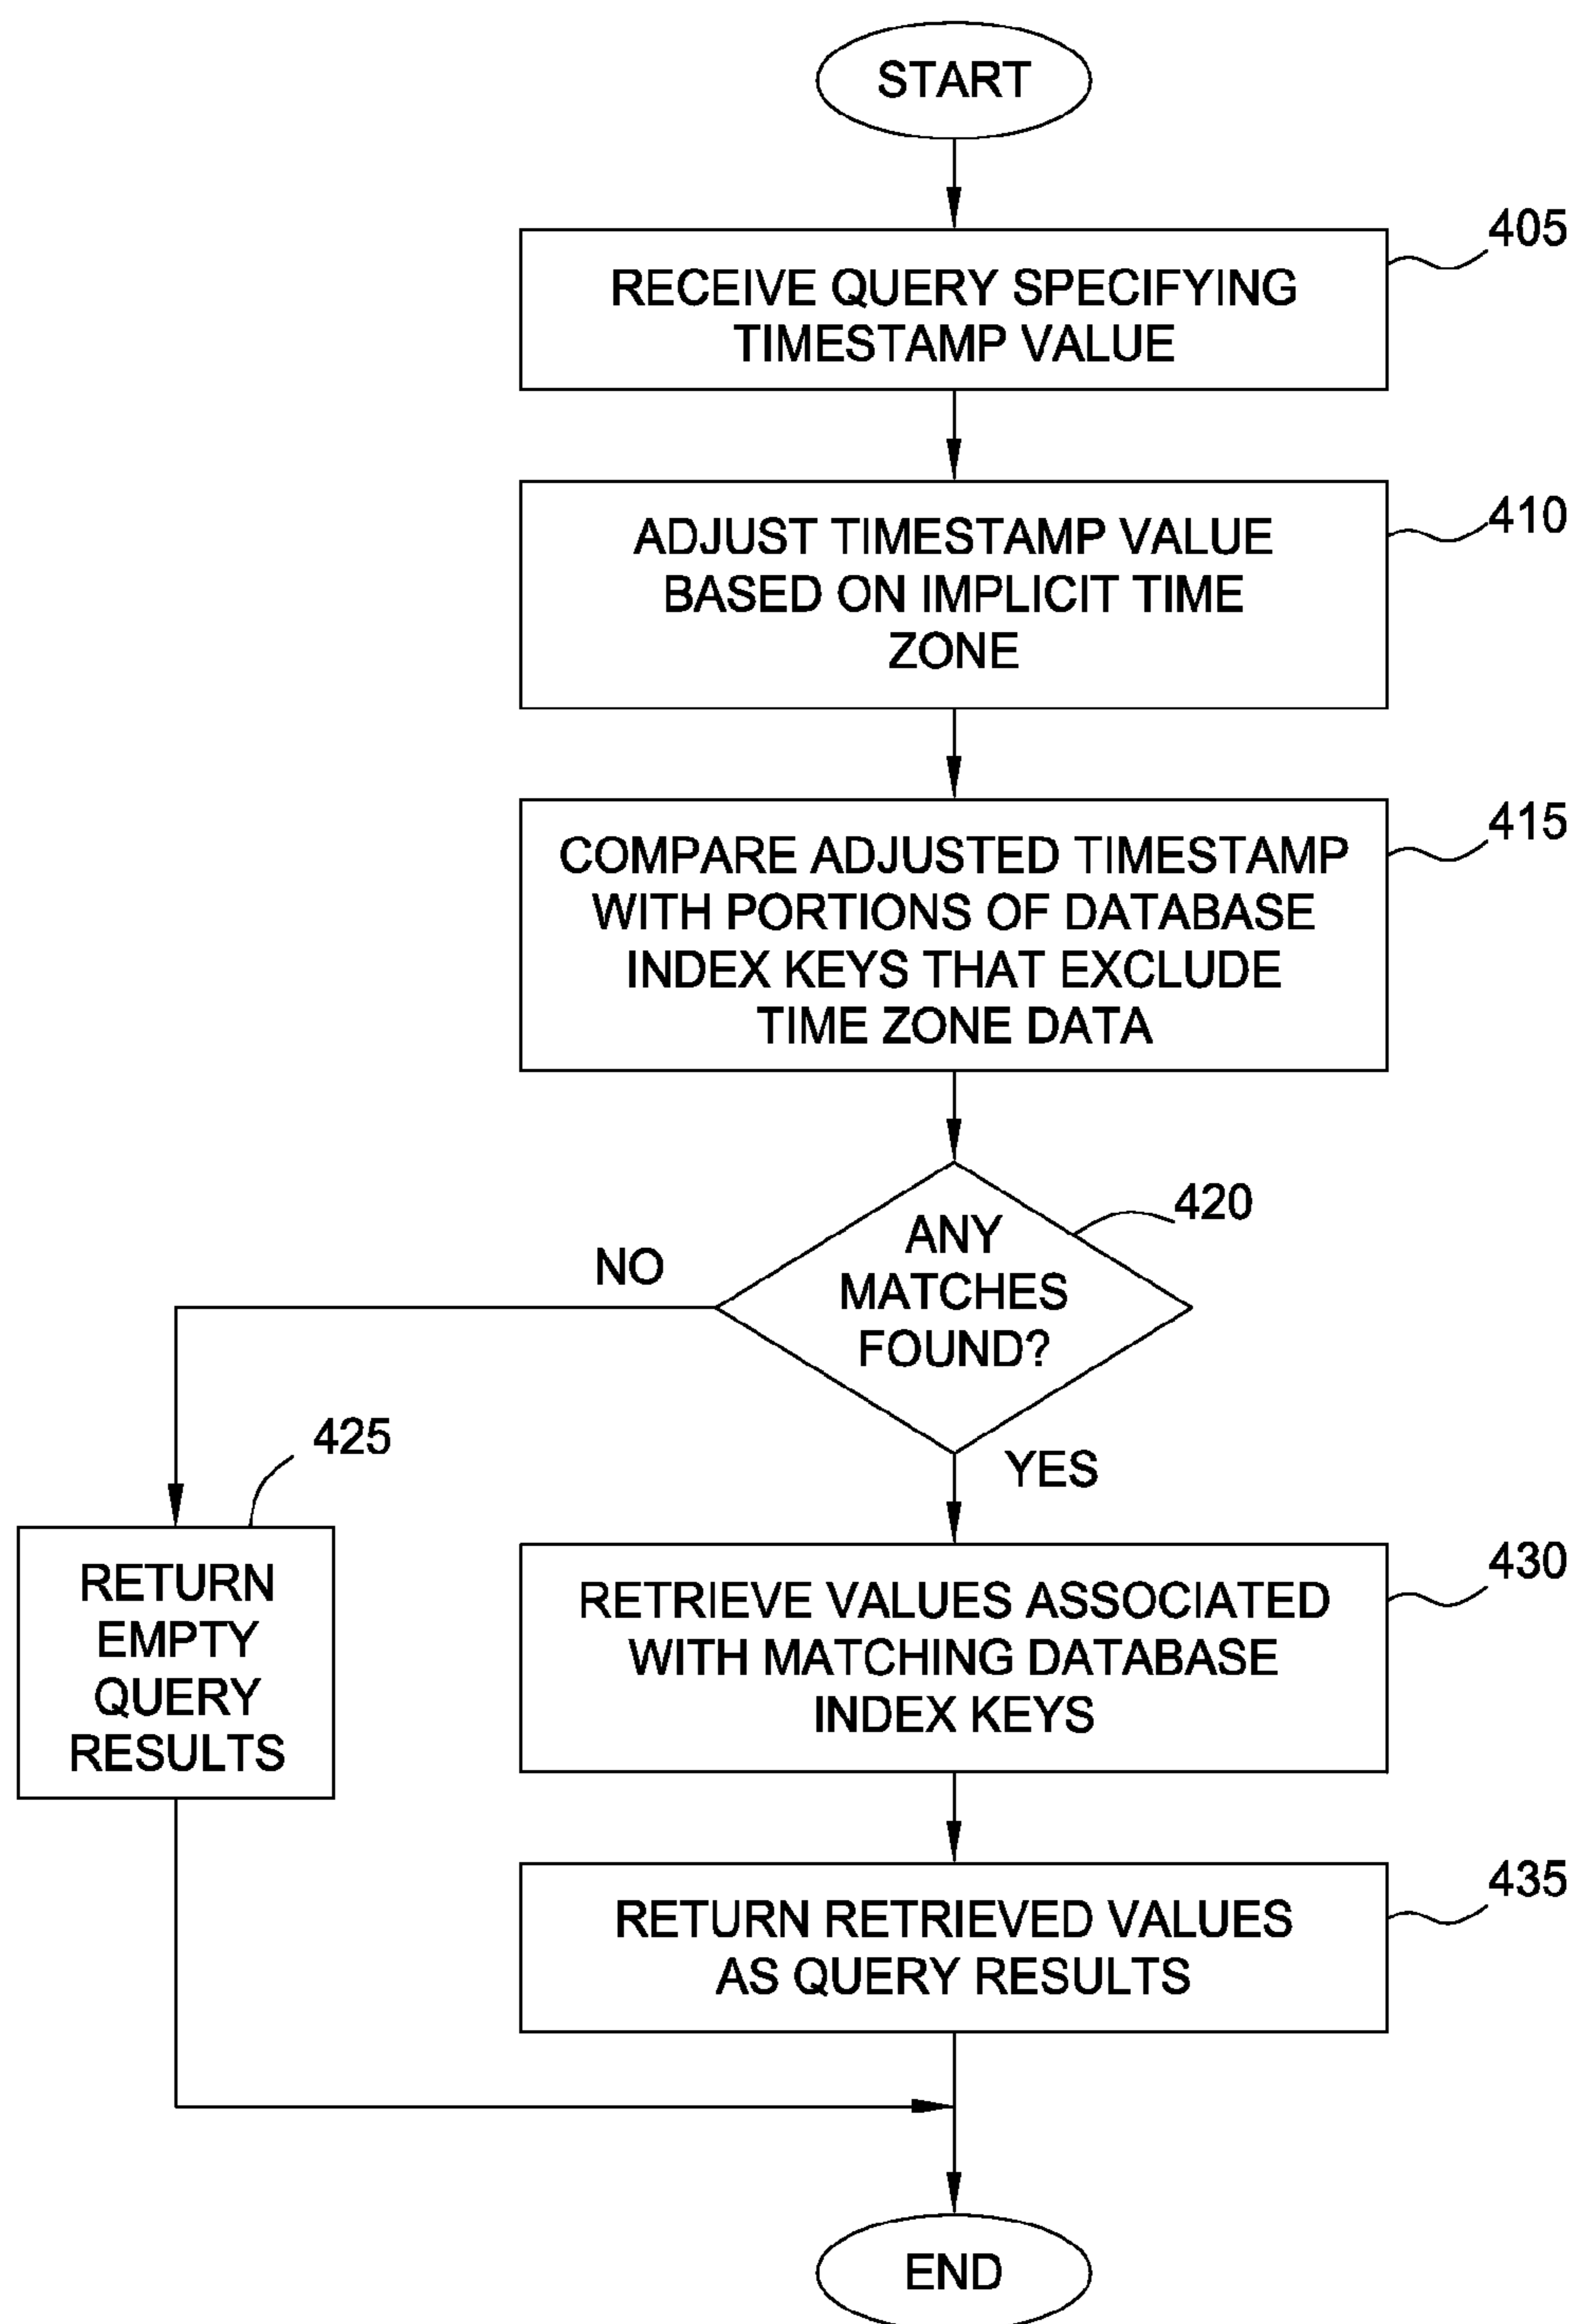 START
405
RECEIVE QUERY SPECIFYING
TIMESTAMP VALUE
410
ADJUST TIMESTAMP VALUE
BASED ON IMPLICIT TIME
ZONE
415
COMPARE ADJUSTED TIMESTAMP
WITH PORTIONS OF DATABASE
INDEX KEYS THAT EXCLUDE
TIME ZONE DATA
420
ANY
MATCHES
FOUND?
NO
YES
425
RETURN
EMPTY
QUERY
RESULTS
430
RETRIEVE VALUES ASSOCIATED
WITH MATCHING DATABASE
INDEX KEYS
435
RETURN RETRIEVED VALUES
AS QUERY RESULTS
END